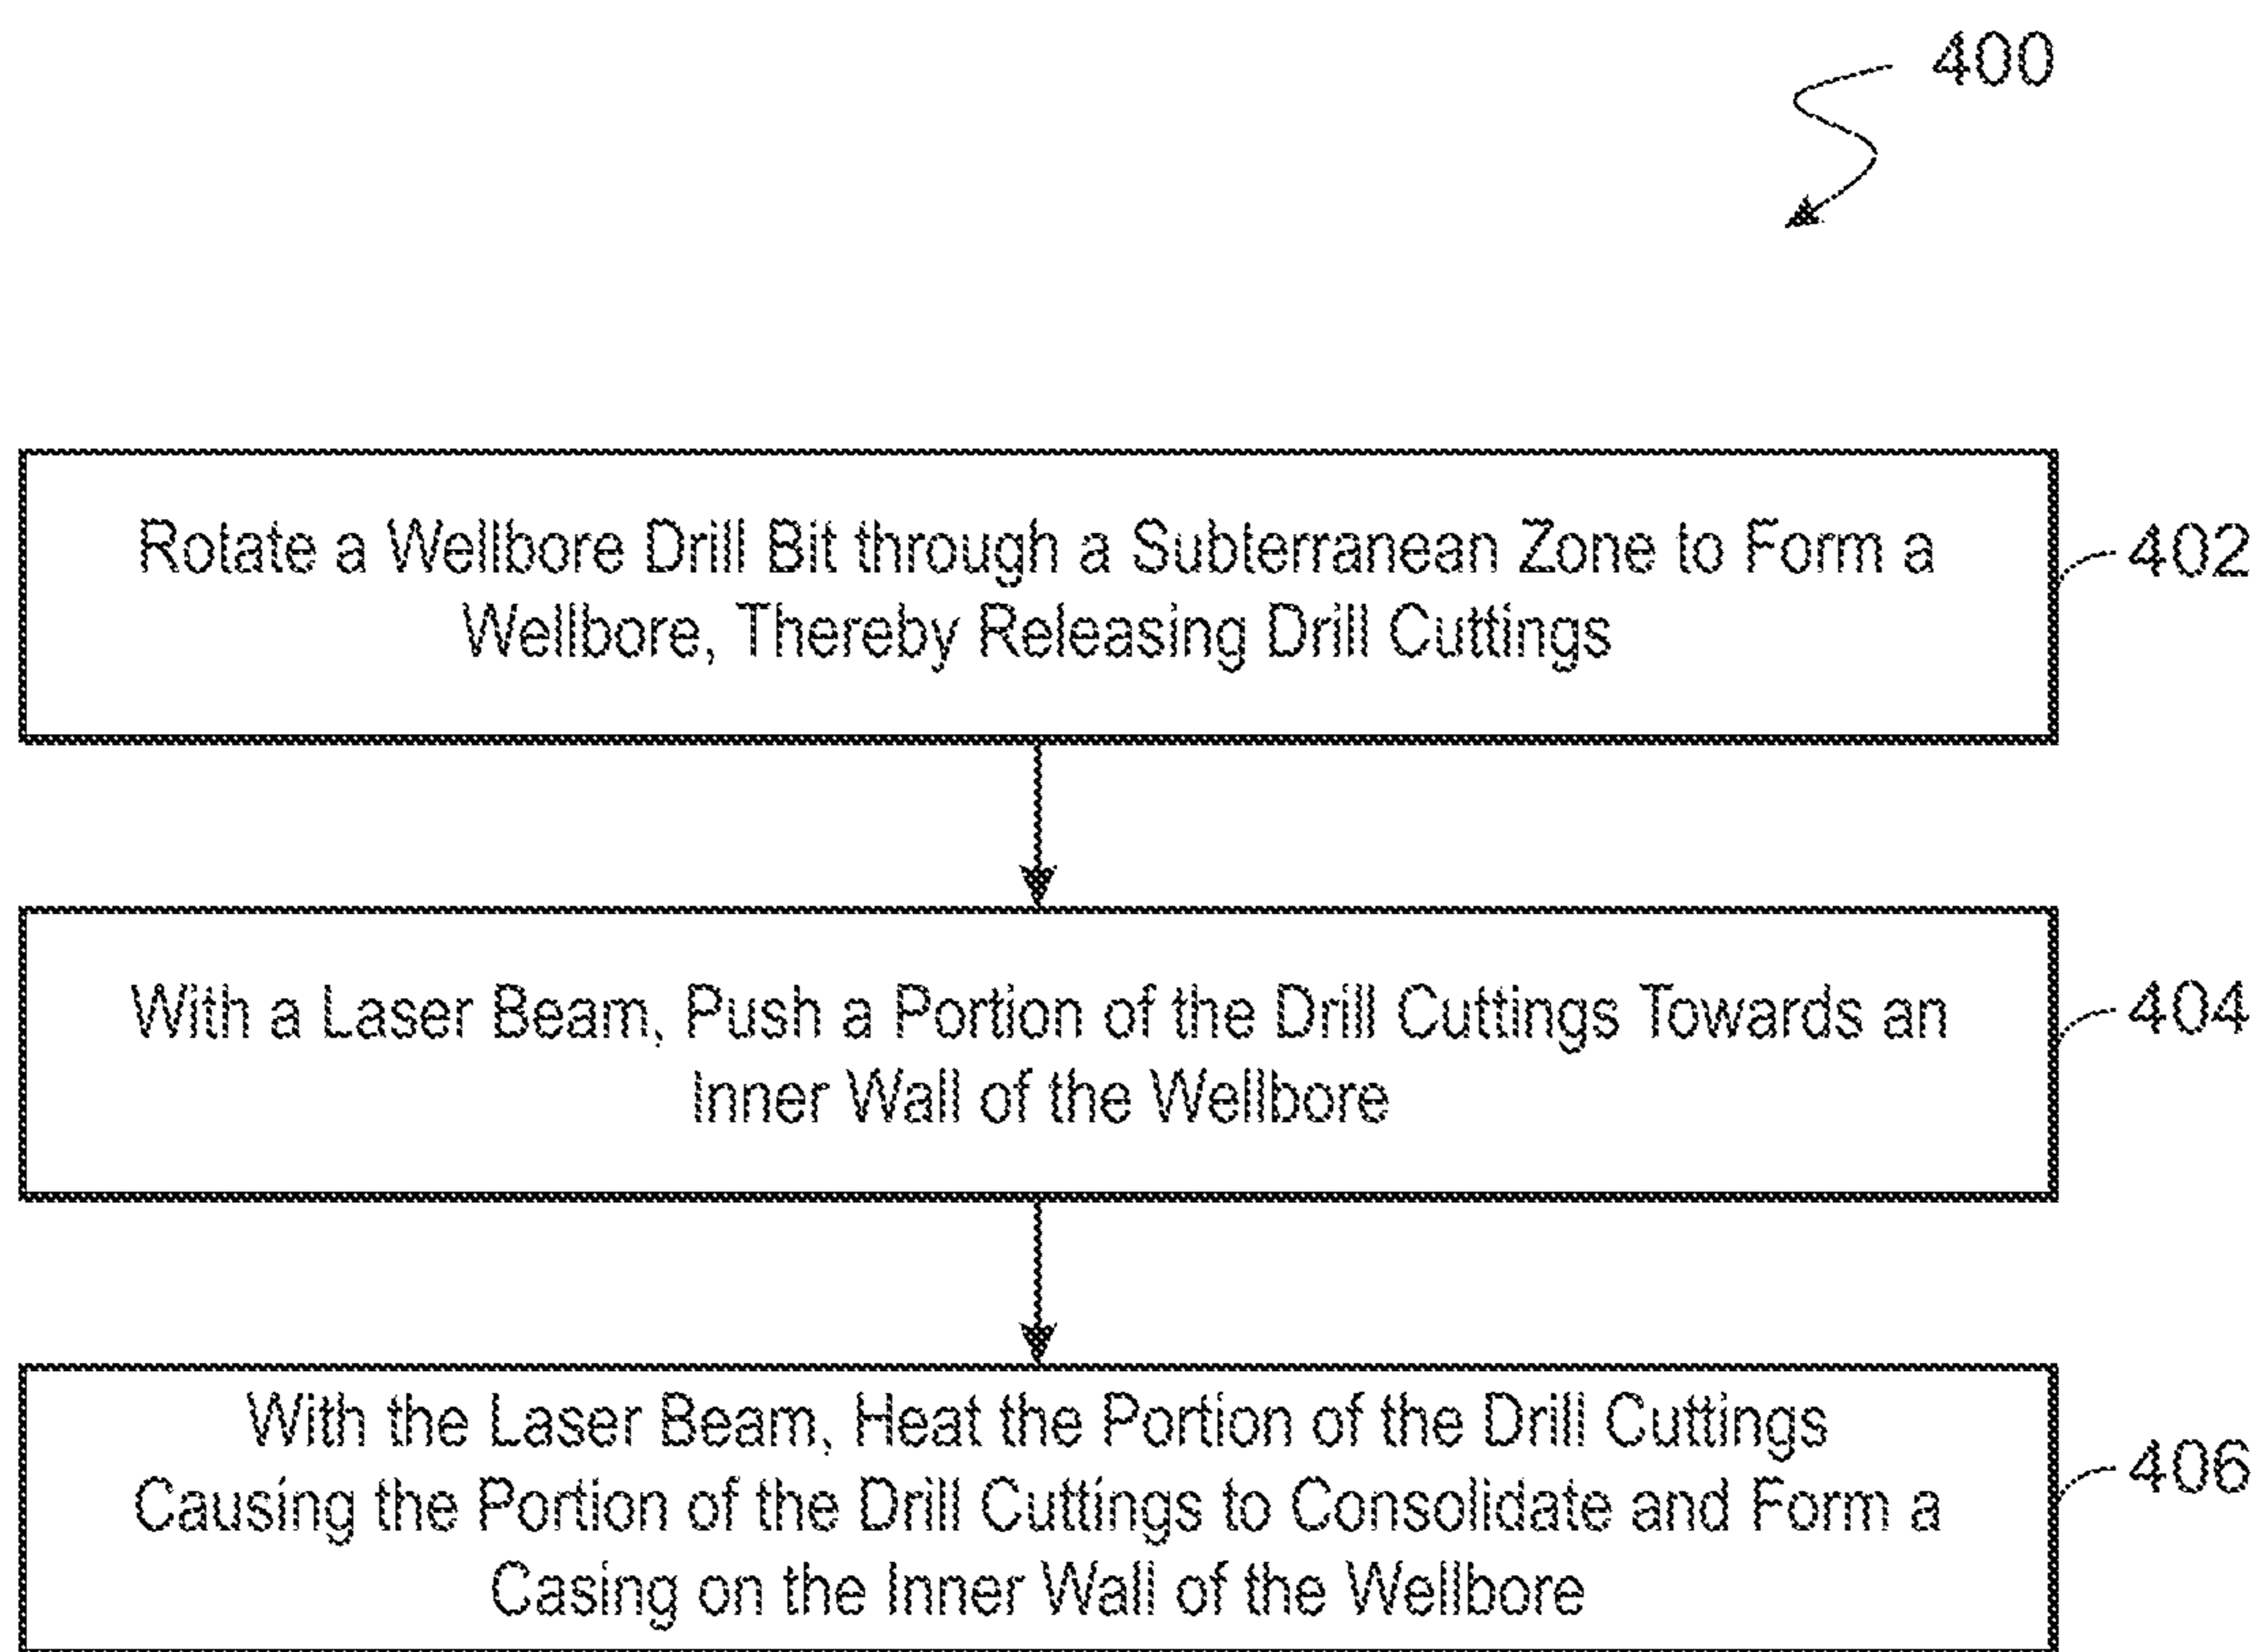 400
Rotate a Wellbore Drill Bit through a Subterranean Zone to Form a
Wellbore, Thereby Releasing Drill Cuttings
402
With a Laser Beam, Push a Portion of the Drill Cuttings Towards an
Inner Wall of the Wellbore
404
With the Laser Beam, Heat the Portion of the Drill Cuttings
Causing the Portion of the Drill Cuttings to Consolidate and Form a
Casing on the Inner Wall of the Wellbore
406